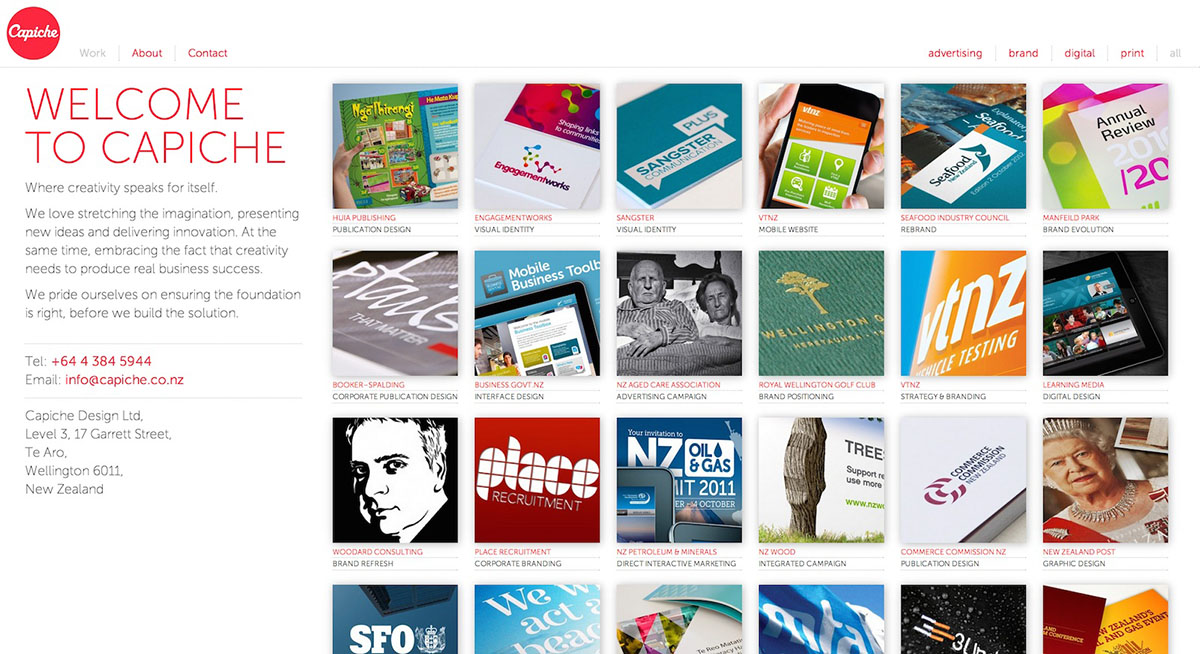 Capiche
Work
About
Contact
advertising
brand
digital
print
all
WELCOME
TO CAPICHE
Where creativity speaks for itself.
We love stretching the imagination, presenting
new ideas and delivering innovation. At the
same time, embracing the fact that creativity
needs to produce real business success.
We pride ourselves on ensuring the foundation
is right, before we build the solution.
Tel: +64 4 384 5944
Email: info@capiche.co.nz
Capiche Design Ltd,
Level 3, 17 Garrett Street,
Te Aro,
Wellington 6011,
New Zealand
Shaping links
to communities
Engagementworks
PLUS
SANGSTER
COMMUNICATION
vtnz
Seafood
New Zealand
Edition 2 October 2012
Annual
Review
HUIA PUBLISHING
PUBLICATION DESIGN
ENGAGEMENTWORKS
VISUAL IDENTITY
SANGSTER
VISUAL IDENTITY
VTNZ
MOBILE WEBSITE
SEAFOOD INDUSTRY COUNCIL
REBRAND
MANFEILD PARK
BRAND EVOLUTION
THAT MATTER
Mobile
Business Toolb
WELLINGTON G
vtnz
VEHICLE TESTING
BOOKER–SPALDING
CORPORATE PUBLICATION DESIGN
BUSINESS GOVT.NZ
INTERFACE DESIGN
NZ AGED CARE ASSOCIATION
ADVERTISING CAMPAIGN
ROYAL WELLINGTON GOLF CLUB
BRAND POSITIONING
VTNZ
STRATEGY & BRANDING
LEARNING MEDIA
DIGITAL DESIGN
place
RECRUITMENT
Your invitation to
NZ OIL
& GAS
MIT 2011
OCTOBER
TREES
Support
use more
COMMERCE
COMMISSION
NEW ZEALAND
WOODARD CONSULTING
BRAND REFRESH
PLACE RECRUITMENT
CORPORATE BRANDING
NZ PETROLEUM & MINERALS
DIRECT INTERACTIVE MARKETING
NZ WOOD
INTEGRATED CAMPAIGN
COMMERCE COMMISSION NZ
PUBLICATION DESIGN
NEW ZEALAND POST
GRAPHIC DESIGN
SFO
We w
act a
beac
CONFERENCE
NEW ZEALAND'S
AND GAS EVENT